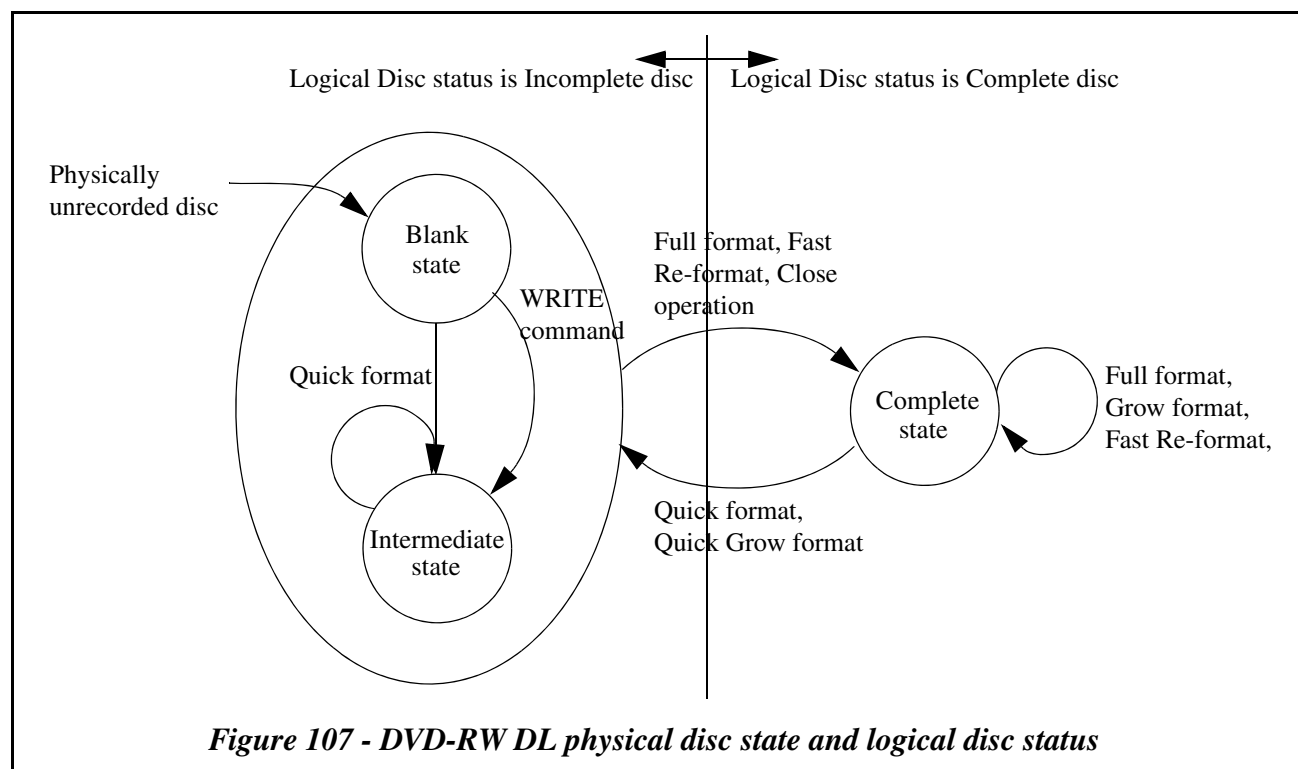 Logical Disc status is Incomplete disc
Logical Disc status is Complete disc
Physically
unrecorded disc
Blank
state
WRITE
command
Full format, Fast
Re-format, Close
operation
Quick format
Complete
state
Full format,
Grow format,
Fast Re-format,
Quick format,
Quick Grow format
Intermediate
state
Figure 107 - DVD-RW DL physical disc state and logical disc status